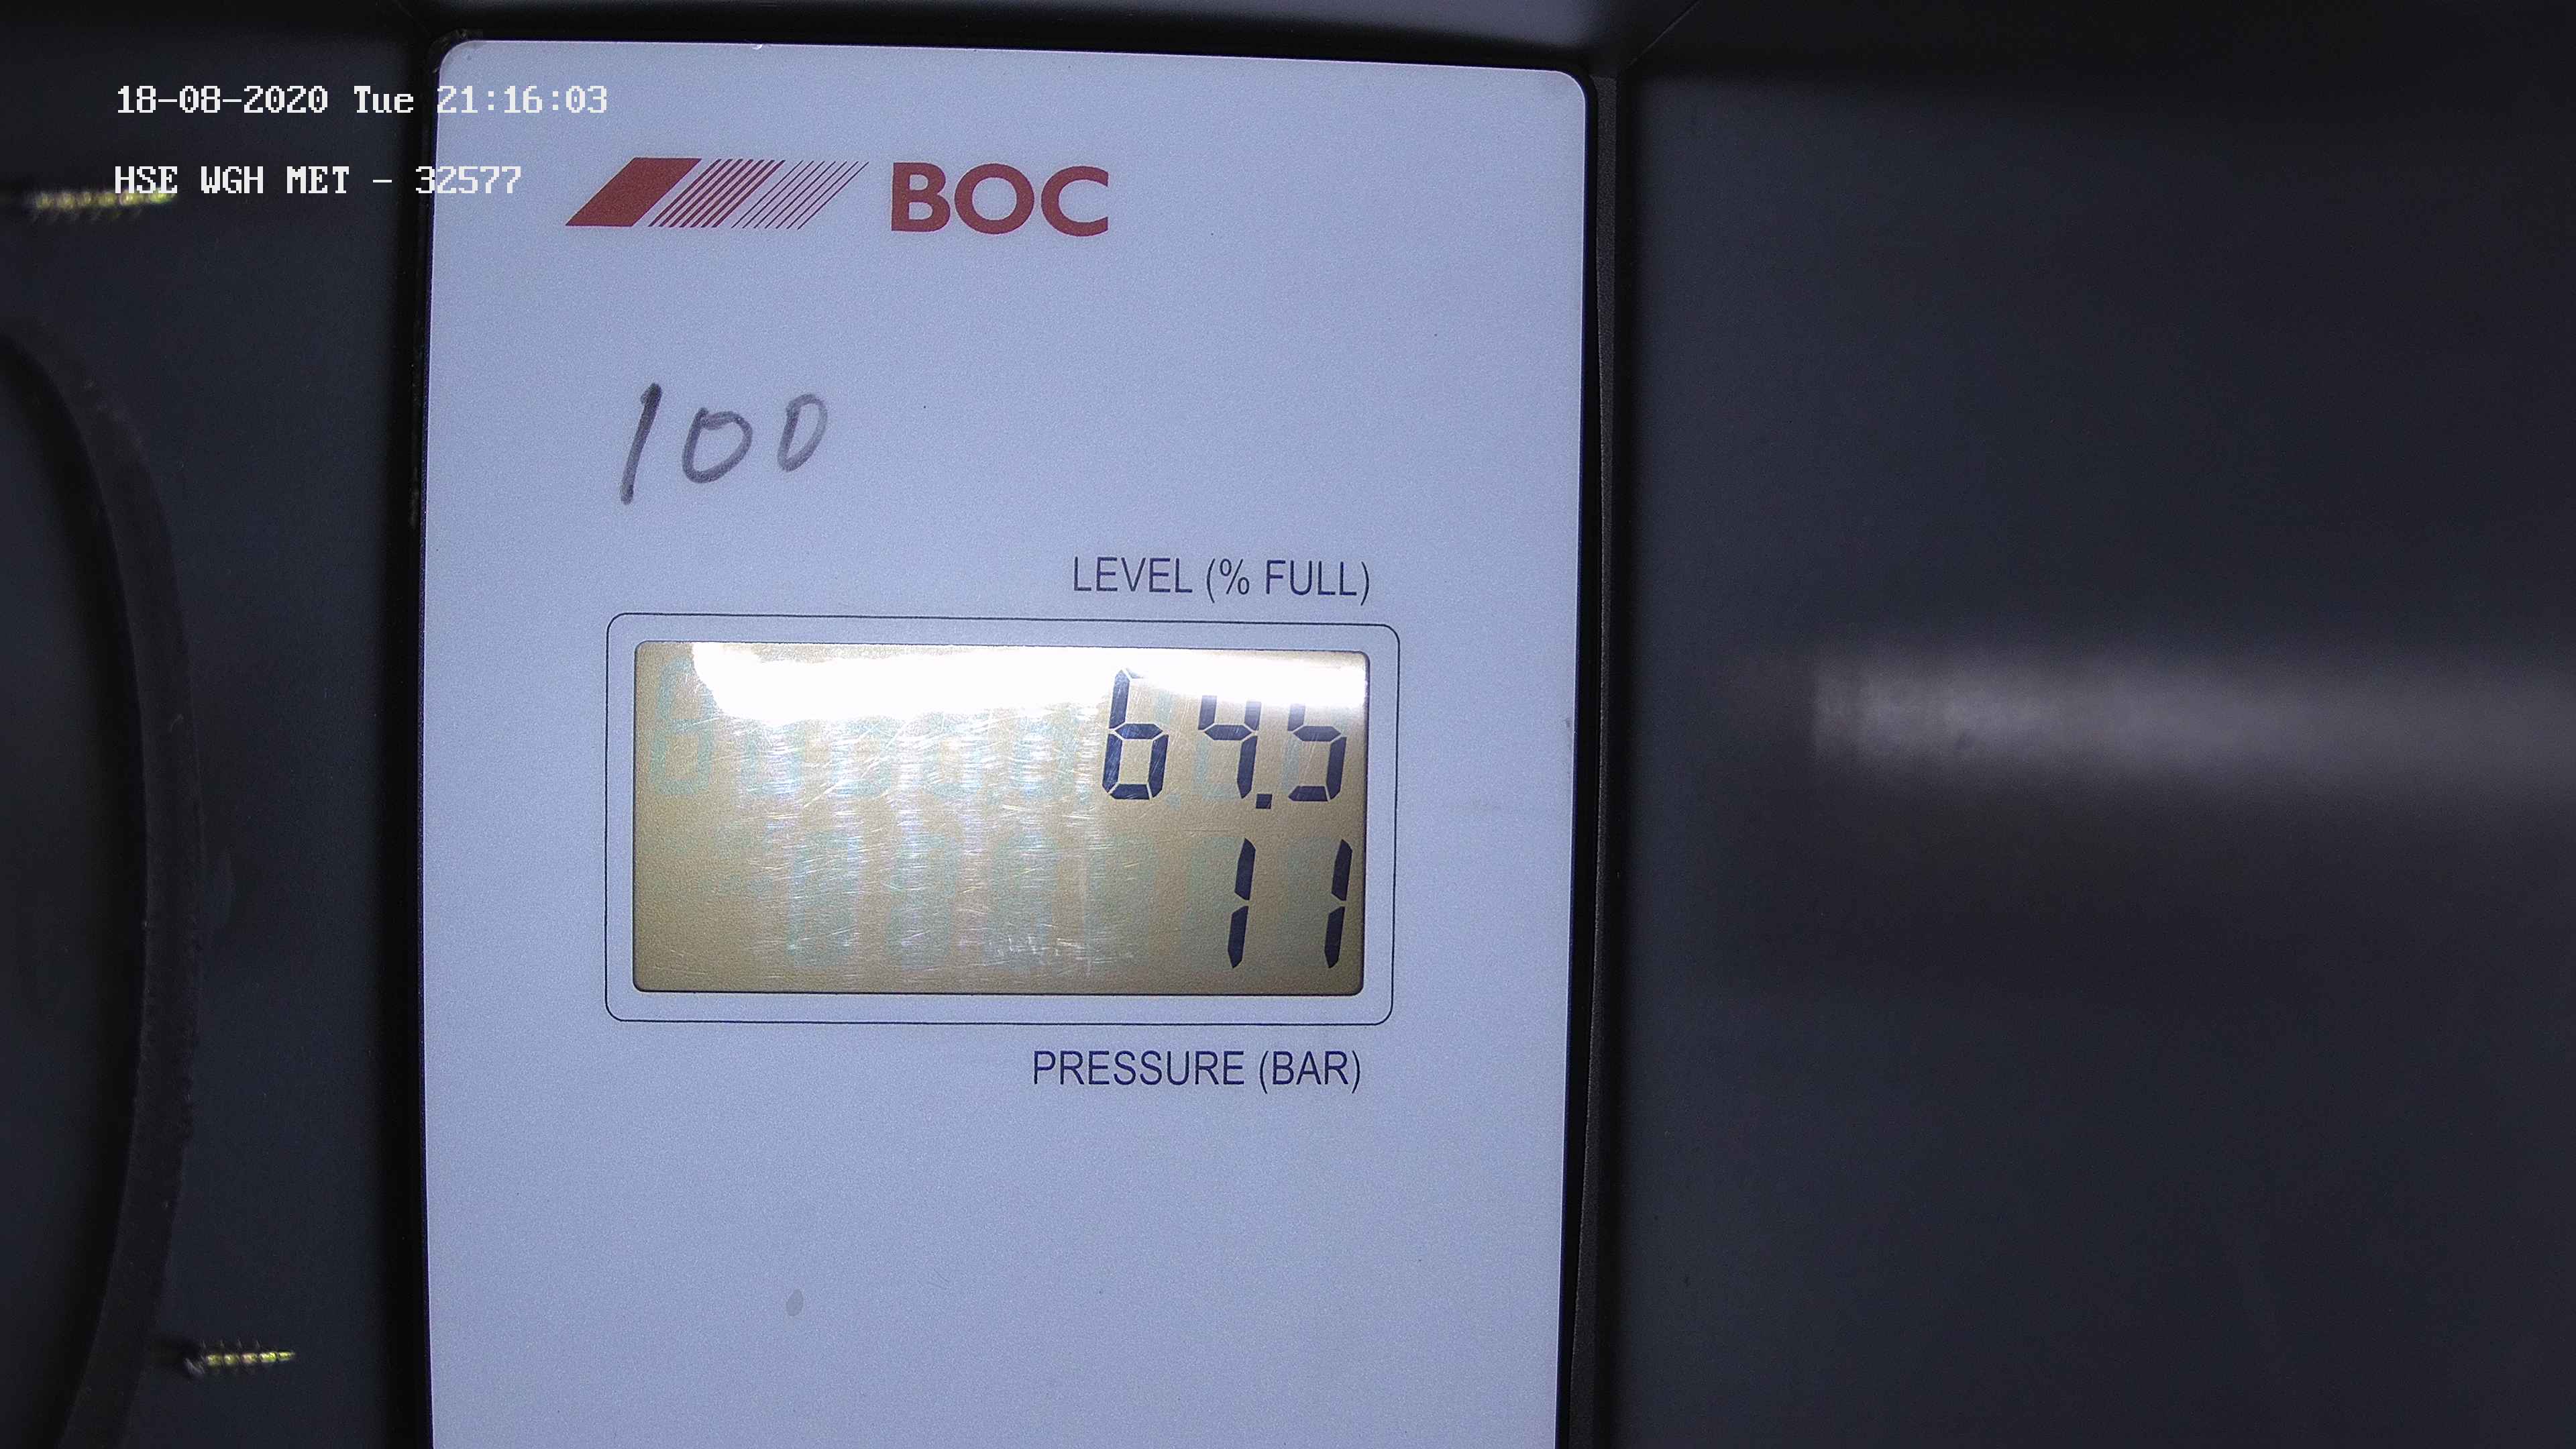 18-08-2020 Tue 21:16:03
HSE WGH MET - 32577
BOC
100
LEVEL (% FULL)
64.5
11
PRESSURE (BAR)